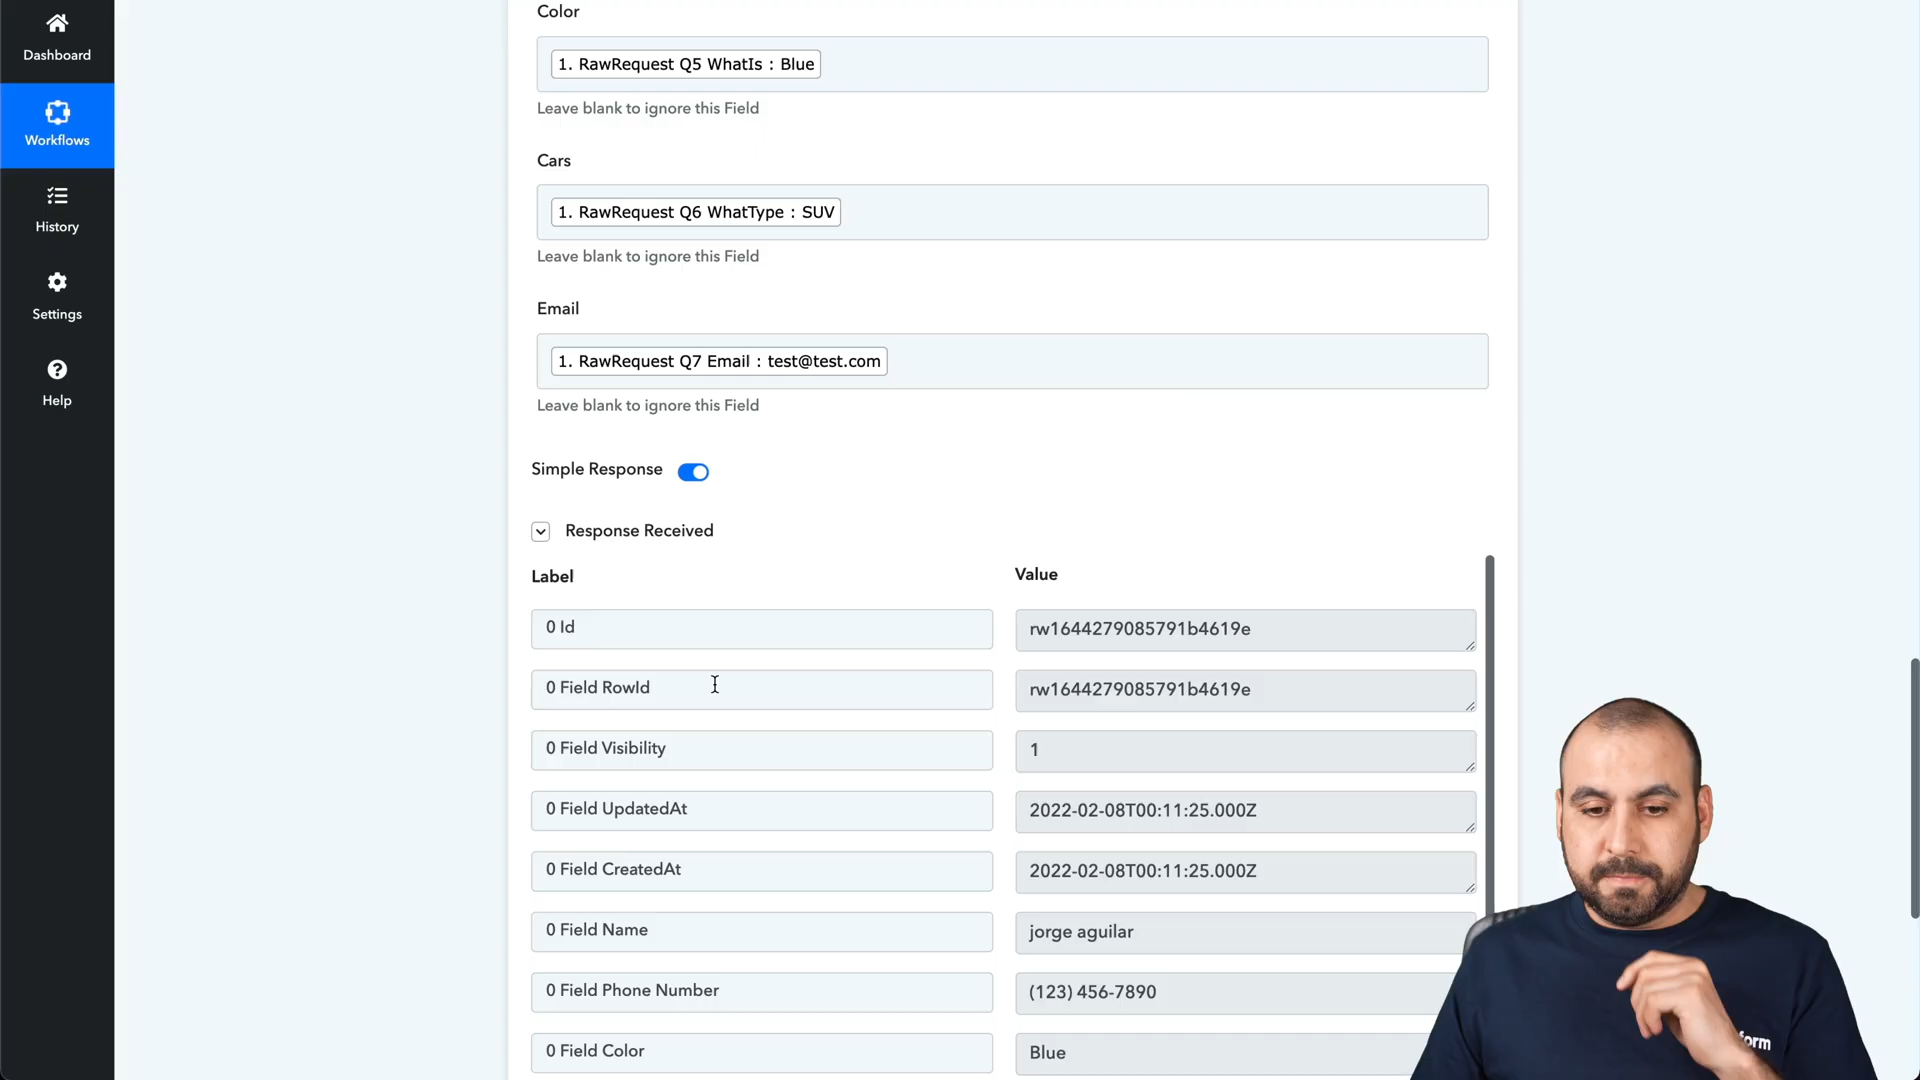 Color
Dashboard
1. RawRequest Q5 WhatIs : Blue
Leave blank to ignore this Field
Workflows
Cars
1. RawRequest Q6 WhatType : SUV
History
Leave blank to ignore this Field
Email
Settings
1. RawRequest Q7 Email : test@test.com
Help
Leave blank to ignore this Field
Simple Response
Response Received
Label
Value
0 Id
rw1644279085791b4619e
0 Field RowId
rw1644279085791b4619e
0 Field Visibility
1
0 Field UpdatedAt
2022-02-08T00:11:25.000Z
0 Field CreatedAt
2022-02-08T00:11:25.000Z
0 Field Name
jorge aguilar
0 Field Phone Number
(123) 456-7890
0 Field Color
Blue